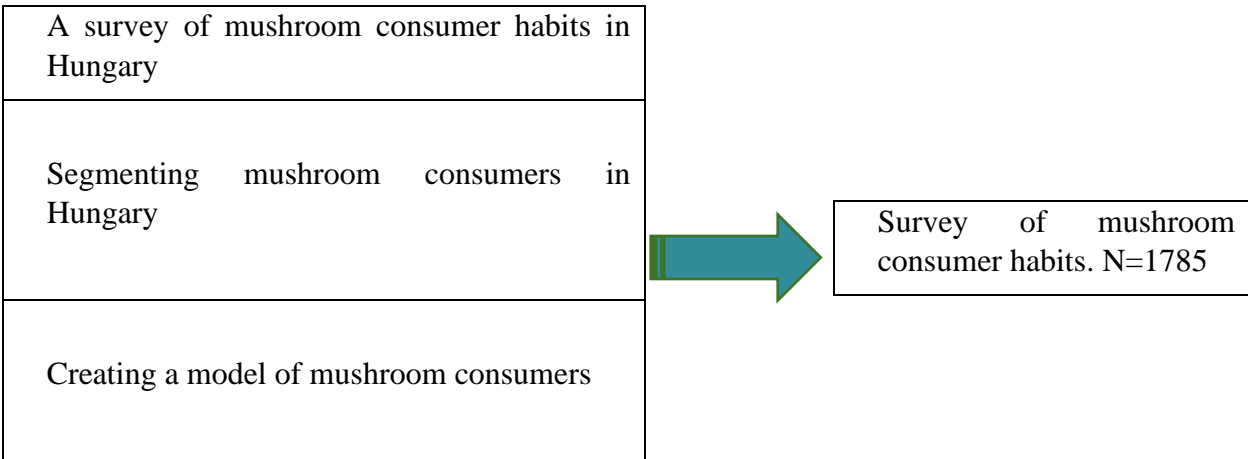 A survey of mushroom consumer habits in
Hungary
Segmenting mushroom consumers in
Hungary
Creating a model of mushroom consumers
Survey of mushroom
consumer habits. N=1785